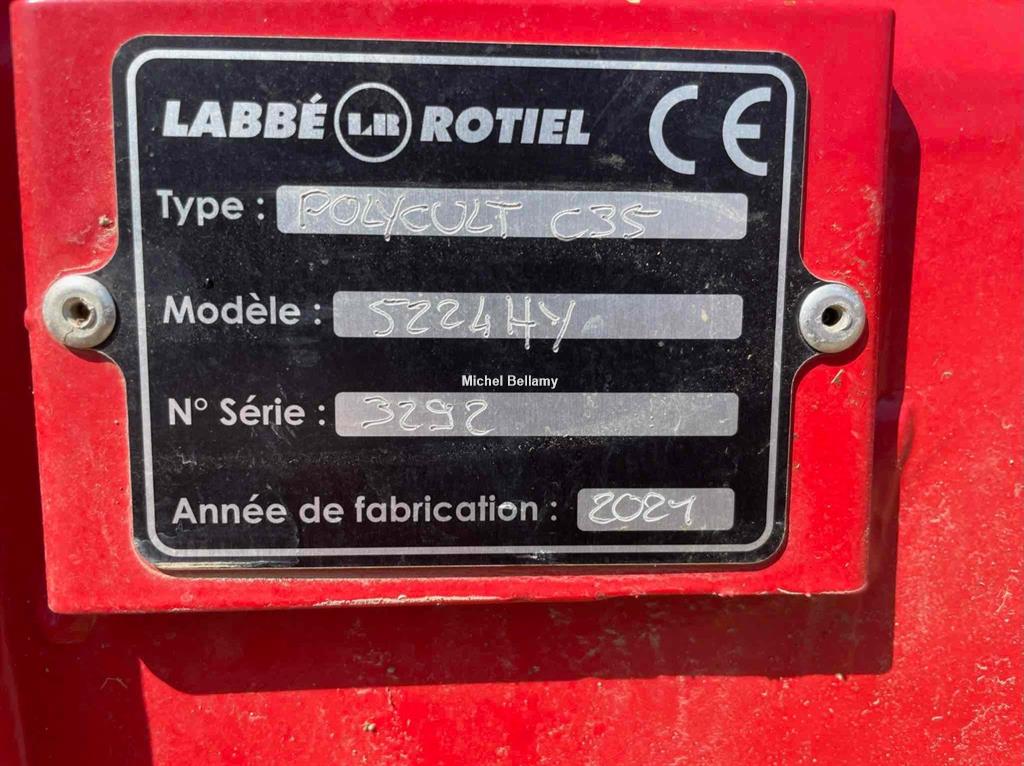 LABBÉ LR ROTIEL CE
Type : POLYCULT C35
Modèle : 5224HY
Michel Bellamy
N° Série : 3292
Année de fabrication : 2021